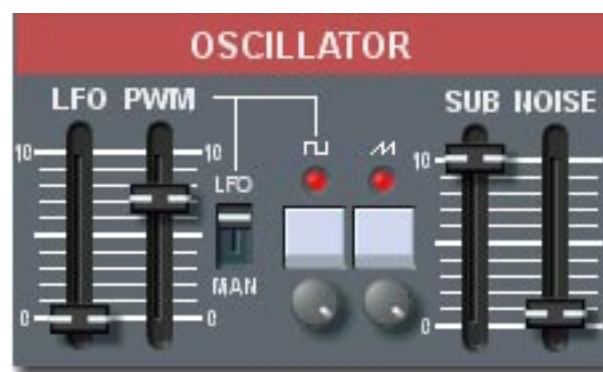 OSCILLATOR
LFO PWM SUB NOISE
10 10 10
LFO
MAN
0 0 0